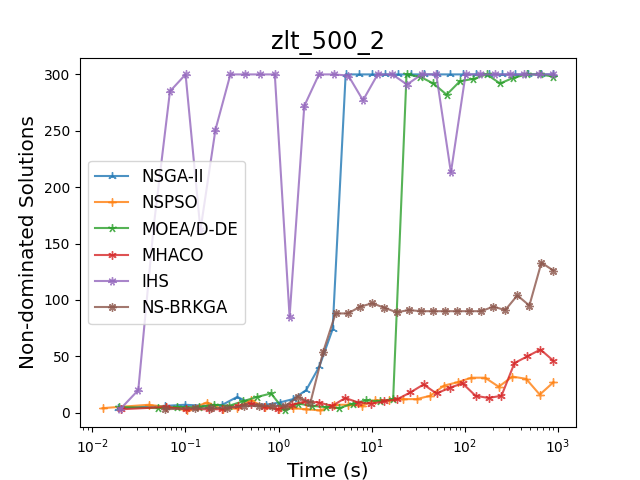 zlt_500_2
Non-dominated Solutions
300
250
200
150
100
50
0
NSGA-II
NSPSO
MOEA/D-DE
MHACO
IHS
NS-BRKGA
10⁻² 10⁻¹ 10⁰ 10¹ 10² 10³
Time (s)